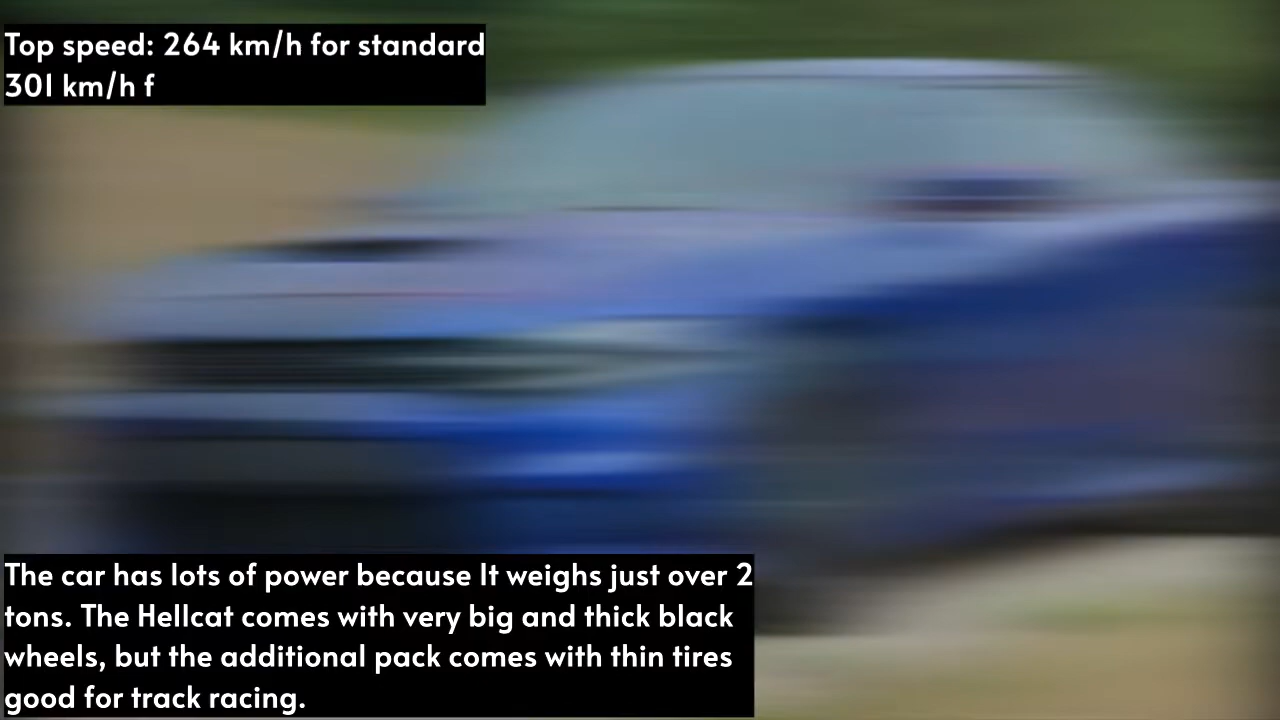 Top speed: 264 km/h for standard
301 km/h f
The car has lots of power because It weighs just over 2
tons. The Hellcat comes with very big and thick black
wheels, but the additional pack comes with thin tires
good for track racing.